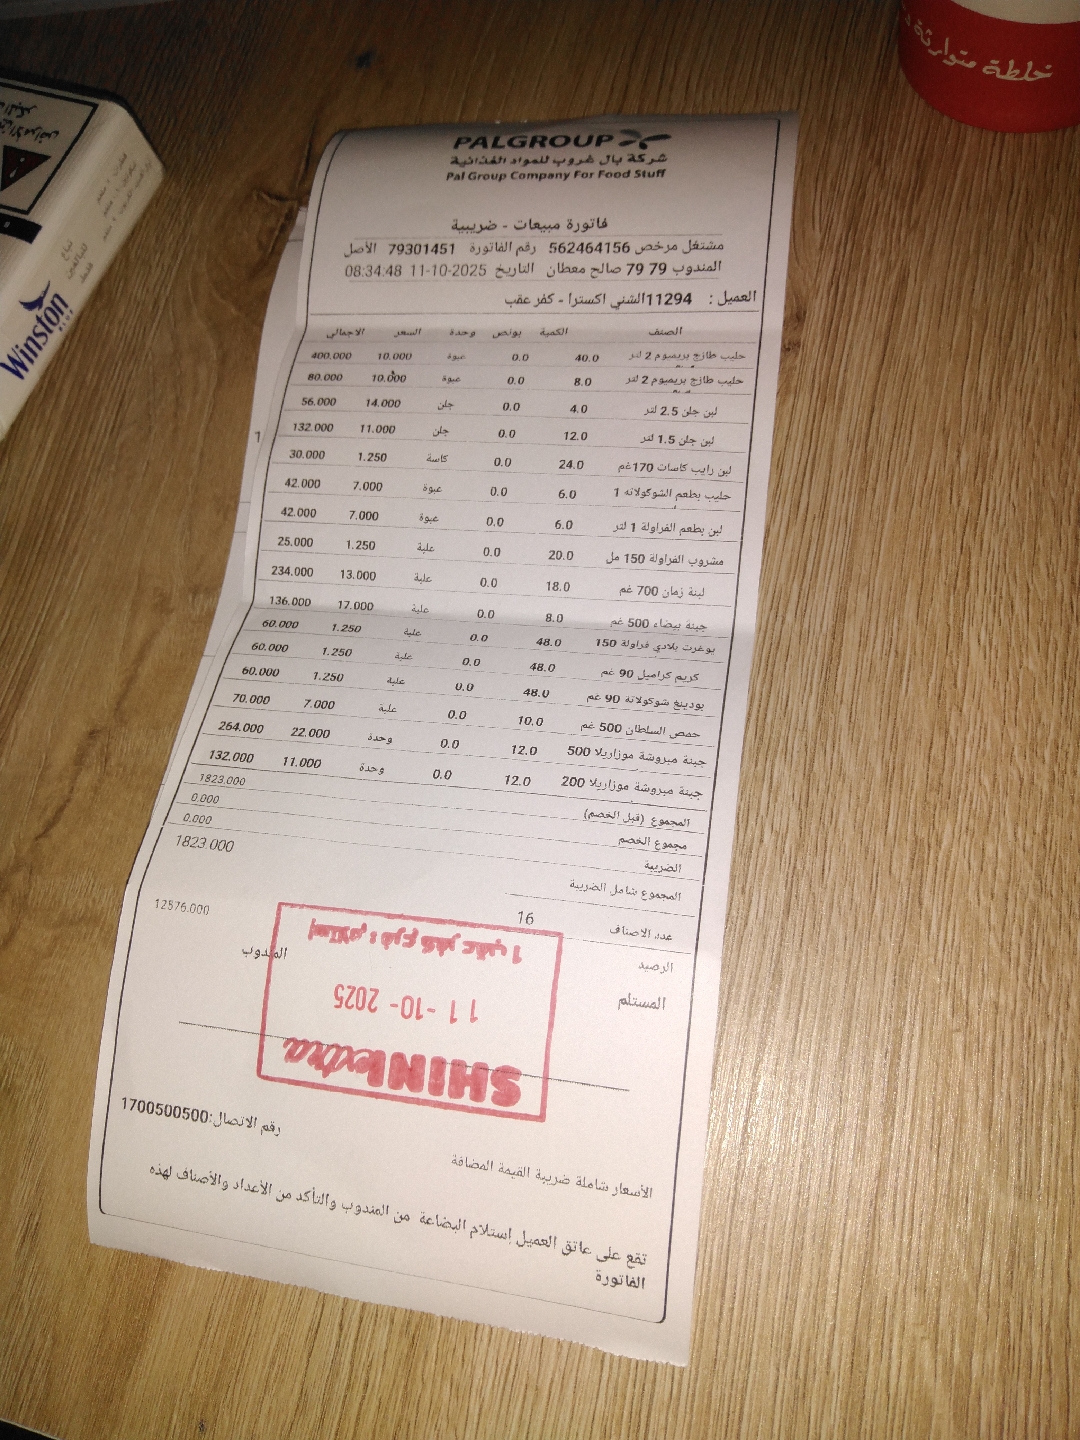 خلطة متوارثة
Winston
PALGROUP
شركة بال غروب للمواد الغذائية
Pal Group Company For Food Stuff
فاتورة مبيعات - ضريبية
مشتغل مرخص 562464156 رقم الفاتورة 79301451 الأصل
المندوب 79 79 صالح معطان التاريخ 11-10-2025 08:34:48
العميل : 11294الشني اكسترا - كفر عقب
الصنف الكمية بونص وحدة السعر الاجمالي
حليب طازج بريميوم 2 لتر 40.0 0.0 عبوة 10.000 400.000
حليب طازج بريميوم 2 لتر 8.0 0.0 عبوة 10.000 80.000
لبن جلن 2.5 لتر 4.0 0.0 جلن 14.000 56.000
لبن جلن 1.5 لتر 12.0 0.0 جلن 11.000 132.000
لبن رايب كاسات 170غم 24.0 0.0 كاسة 1.250 30.000
حليب بطعم الشوكولاته 1 6.0 0.0 عبوة 7.000 42.000
لبن بطعم الفراولة 1 لتر 6.0 0.0 عبوة 7.000 42.000
مشروب الفراولة 150 مل 20.0 0.0 علبة 1.250 25.000
لبنة زمان 700 غم 18.0 0.0 علبة 13.000 234.000
جبنة بيضاء 500 غم 8.0 0.0 علبة 17.000 136.000
يوغرت بلادي فراولة 150 48.0 0.0 علبة 1.250 60.000
كريم كراميل 90 غم 48.0 0.0 علبة 1.250 60.000
بودينغ شوكولاتة 90 غم 48.0 0.0 علبة 1.250 60.000
حمص السلطان 500 غم 10.0 0.0 علبة 7.000 70.000
جبنة مبروشة موزاريلا 500 12.0 0.0 وحدة 22.000 264.000
جبنة مبروشة موزاريلا 200 12.0 0.0 وحدة 11.000 132.000
المجموع (قبل الخصم) 1823.000
مجموع الخصم 0.000
الضريبة 0.000
المجموع شامل الضريبة 1823.000
عدد الاصناف 16
الرصيد 12576.000
المستلم المندوب
SHINI extra
11 -10- 2025
إستلام : فرع كفر عقب 1
رقم الاتصال:1700500500
الأسعار شاملة ضريبة القيمة المضافة
تقع على عاتق العميل إستلام البضاعة من المندوب والتأكد من الأعداد والأصناف لهذه
الفاتورة